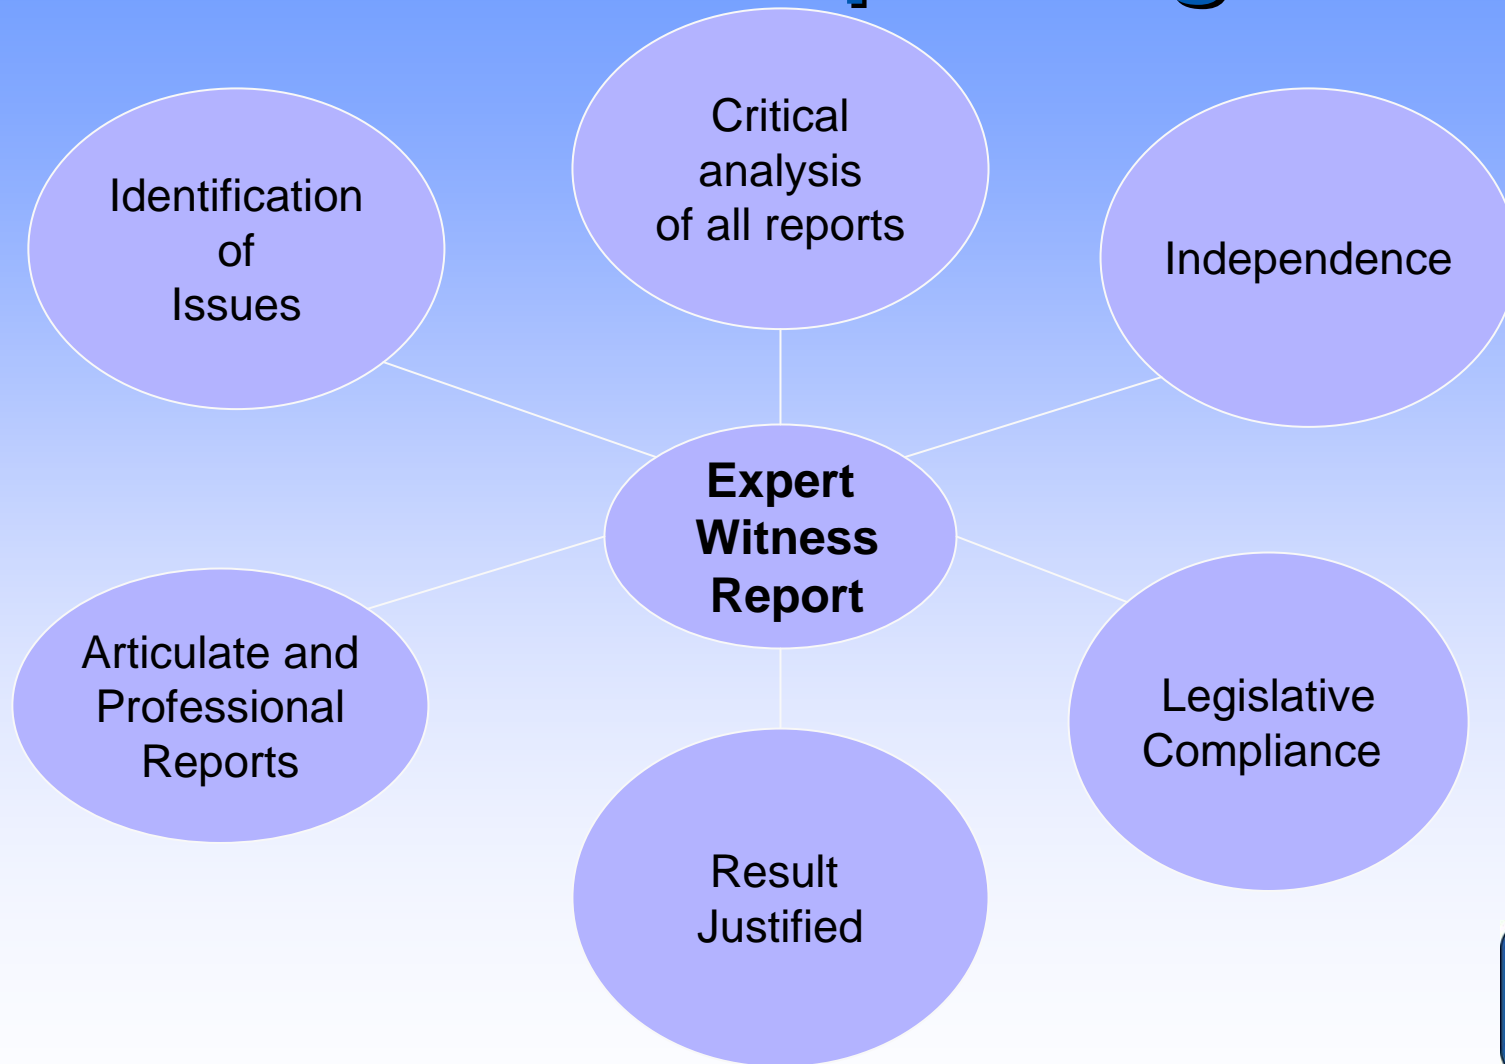 Critical
analysis
of all reports
Identification
of
Issues
Independence
Expert
Witness
Report
Articulate and
Professional
Reports
Legislative
Compliance
Result
Justified